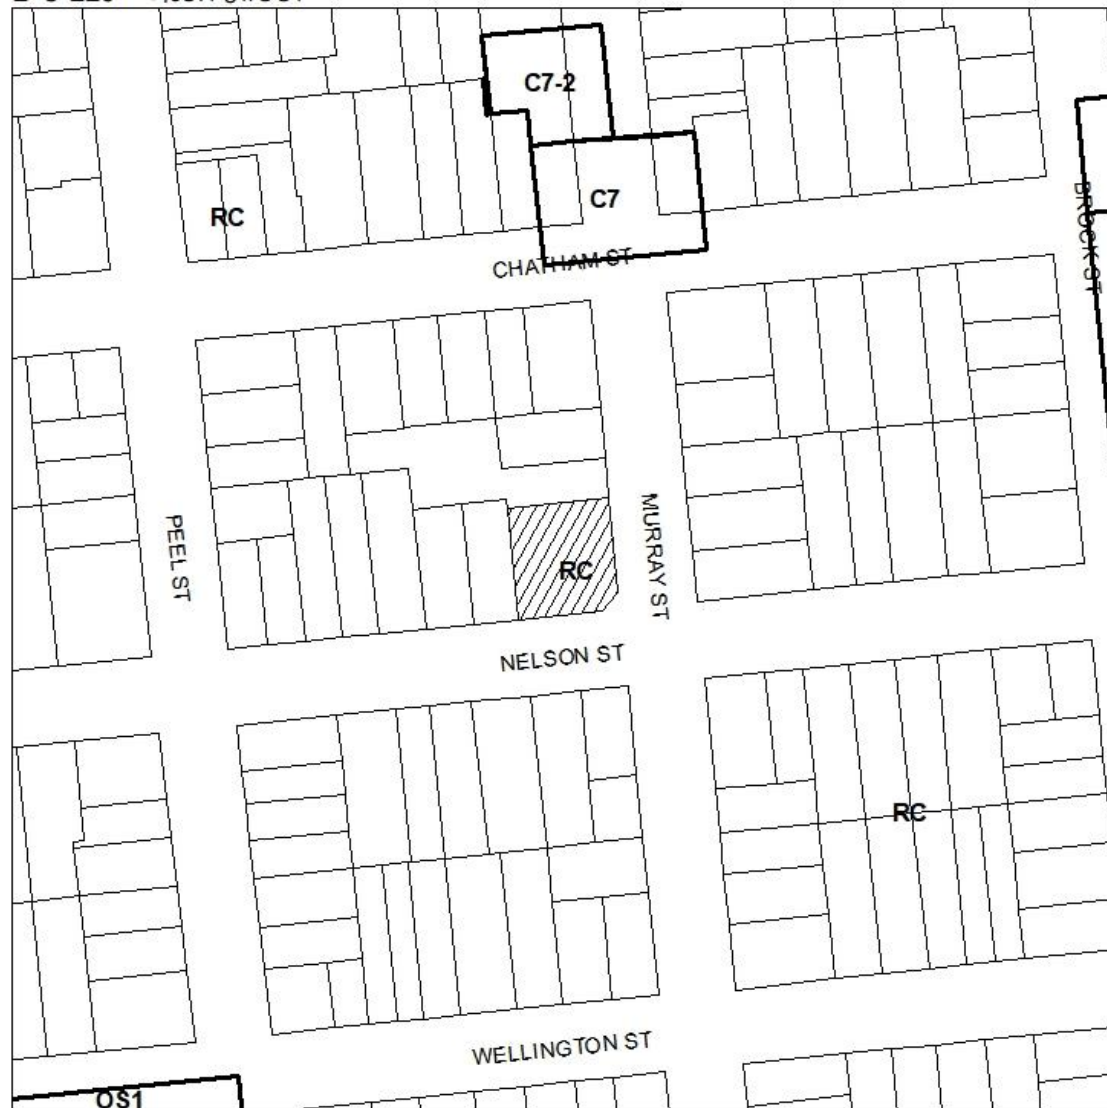 C7-2
RC
C7
BROCK ST
CHATHAM ST
PEEL ST
MURRAY ST
RC
NELSON ST
RC
WELLINGTON ST
OS1